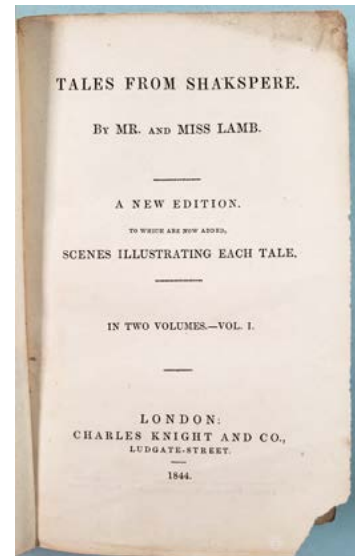 TALES FROM SHAKSPERE.
BY MR. AND MISS LAMB.
A NEW EDITION.
TO WHICH ARE NOW ADDED,
SCENES ILLUSTRATING EACH TALE.
IN TWO VOLUMES.—VOL. I.
LONDON:
CHARLES KNIGHT AND CO.,
LUDGATE-STREET.
1844.